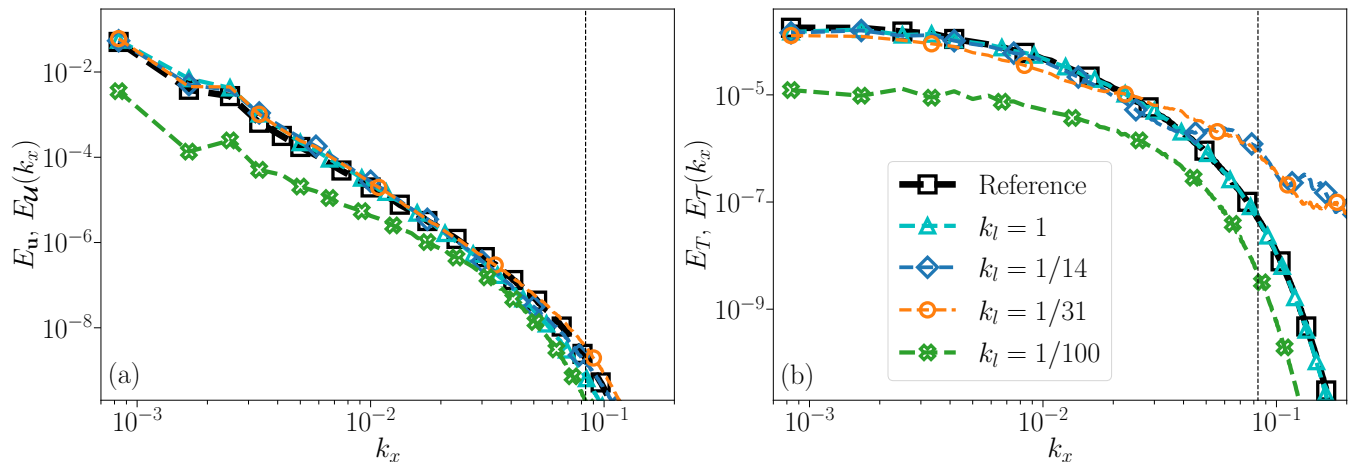 E_u, E_𝒰(k_x)
10^−2
10^−4
10^−6
10^−8
(a)
10^−3
10^−2
10^−1
k_x
E_T, E_𝒯(k_x)
10^−5
10^−7
10^−9
(b)
Reference
k_l = 1
k_l = 1/14
k_l = 1/31
k_l = 1/100
10^−3
10^−2
10^−1
k_x